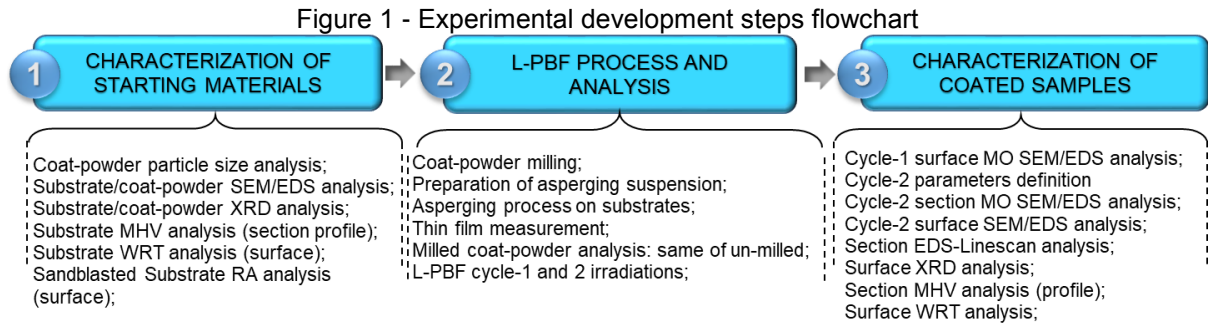 Figure 1 - Experimental development steps flowchart
1
CHARACTERIZATION OF
STARTING MATERIALS
Coat-powder particle size analysis;
Substrate/coat-powder SEM/EDS analysis;
Substrate/coat-powder XRD analysis;
Substrate MHV analysis (section profile);
Substrate WRT analysis (surface);
Sandblasted Substrate RA analysis
(surface);
2
L-PBF PROCESS AND
ANALYSIS
Coat-powder milling;
Preparation of asperging suspension;
Asperging process on substrates;
Thin film measurement;
Milled coat-powder analysis: same of un-milled;
L-PBF cycle-1 and 2 irradiations;
3
CHARACTERIZATION OF
COATED SAMPLES
Cycle-1 surface MO SEM/EDS analysis;
Cycle-2 parameters definition
Cycle-2 section MO SEM/EDS analysis;
Cycle-2 surface SEM/EDS analysis;
Section EDS-Linescan analysis;
Surface XRD analysis;
Section MHV analysis (profile);
Surface WRT analysis;